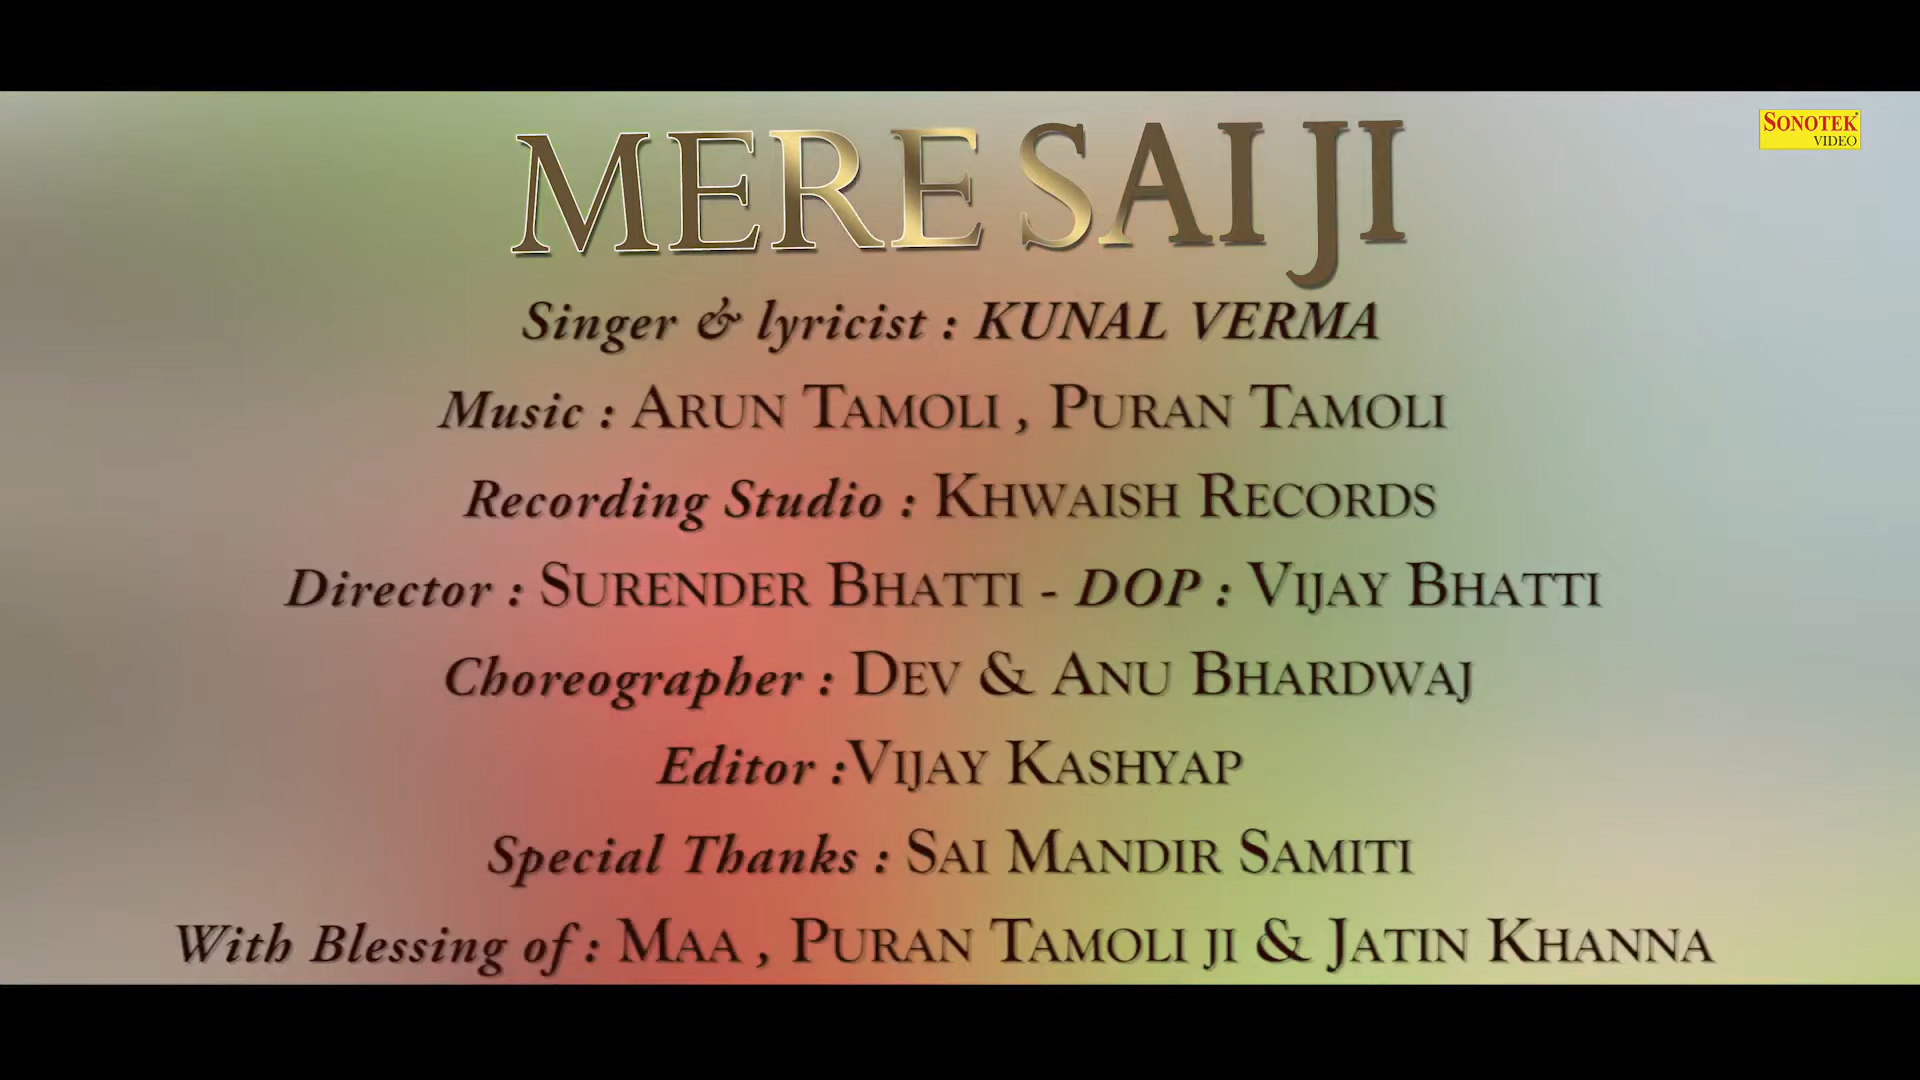 MERE SAI JI
SONOTEK
VIDEO
Singer & lyricist : KUNAL VERMA
Music : ARUN TAMOLI , PURAN TAMOLI
Recording Studio : KHWAISH RECORDS
Director : SURENDER BHATTI - DOP : VIJAY BHATTI
Choreographer : DEV & ANU BHARDWAJ
Editor :VIJAY KASHYAP
Special Thanks : SAI MANDIR SAMITI
With Blessing of : MAA , PURAN TAMOLI JI & JATIN KHANNA